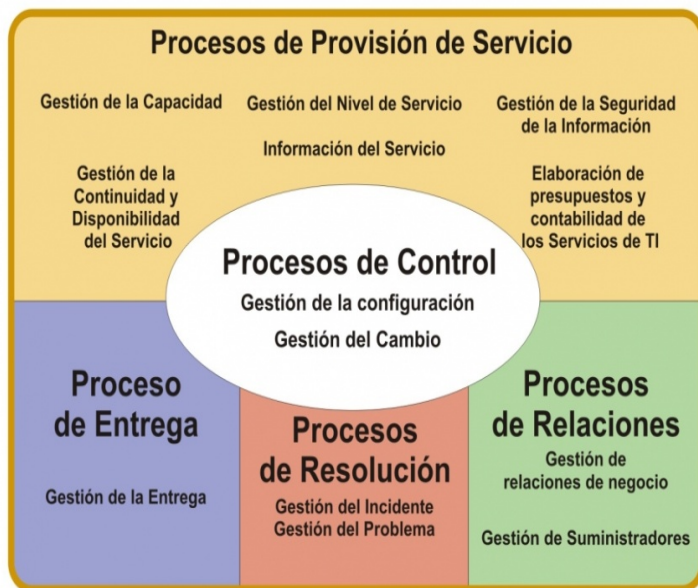 Procesos de Provisión de Servicio
Gestión de la Capacidad
Gestión del Nivel de Servicio
Gestión de la Seguridad
de la Información
Información del Servicio
Gestión de la
Continuidad y
Disponibilidad
del Servicio
Elaboración de
presupuestos y
contabilidad de
los Servicios de TI
Procesos de Control
Gestión de la configuración
Gestión del Cambio
Proceso
de Entrega
Gestión de la Entrega
Procesos
de Resolución
Gestión del Incidente
Gestión del Problema
Procesos
de Relaciones
Gestión de
relaciones de negocio
Gestión de Suministradores